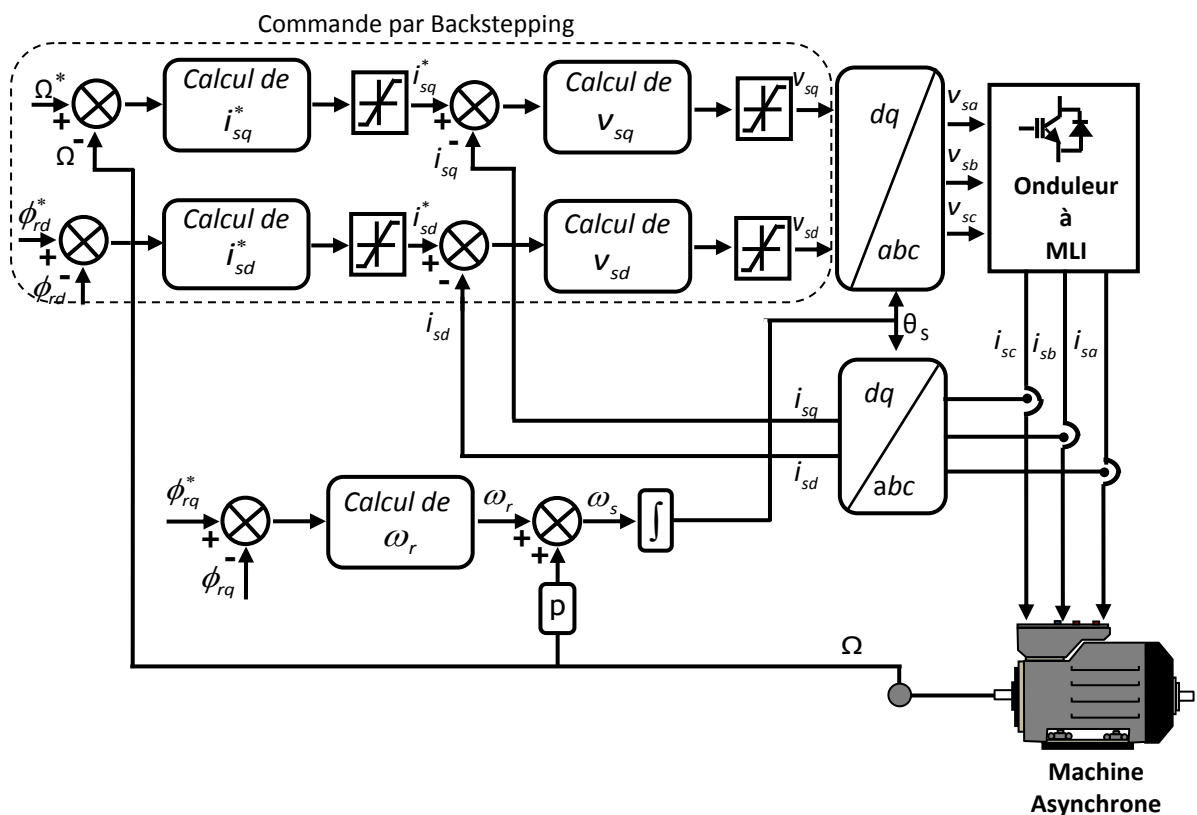 Commande par Backstepping
Ω*
+
-
Ω
Calcul de
i*sq
i*sq
+
-
isq
Calcul de
vsq
vsq
ϕ*rd
+
-
ϕrd
Calcul de
i*sd
i*sd
+
-
isd
Calcul de
vsd
vsd
dq
abc
vsa
vsb
vsc
Onduleur
à
MLI
θs
isc
isb
isa
isq
isd
dq
abc
ϕ*rq
+
-
ϕrq
Calcul de
ωr
ωr
+
+
ωs
∫
p
Ω
Machine
Asynchrone